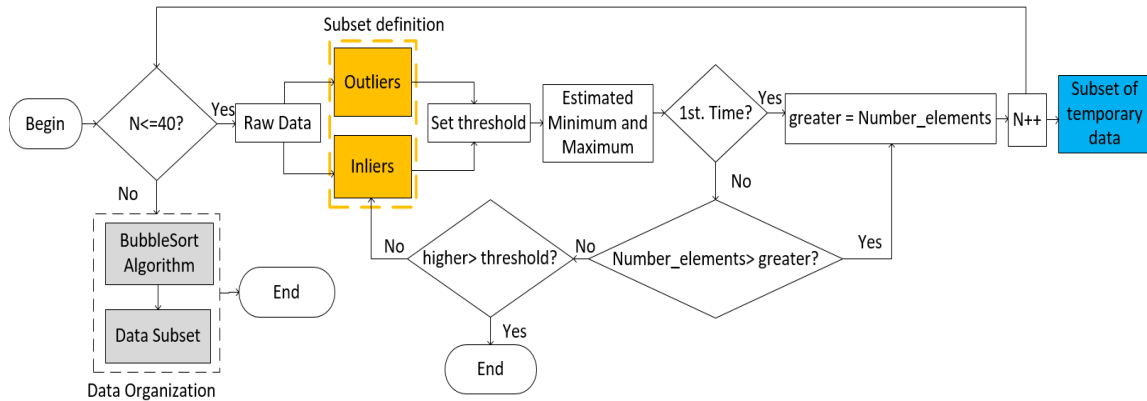 Subset definition
Begin
N<=40?
Yes
Raw Data
Outliers
Inliers
Set threshold
Estimated
Minimum and
Maximum
1st. Time?
Yes
greater = Number_elements
N++
Subset of
temporary
data
No
No
BubbleSort
Algorithm
Data Subset
Data Organization
End
No
higher> threshold?
No
Number_elements> greater?
Yes
Yes
End